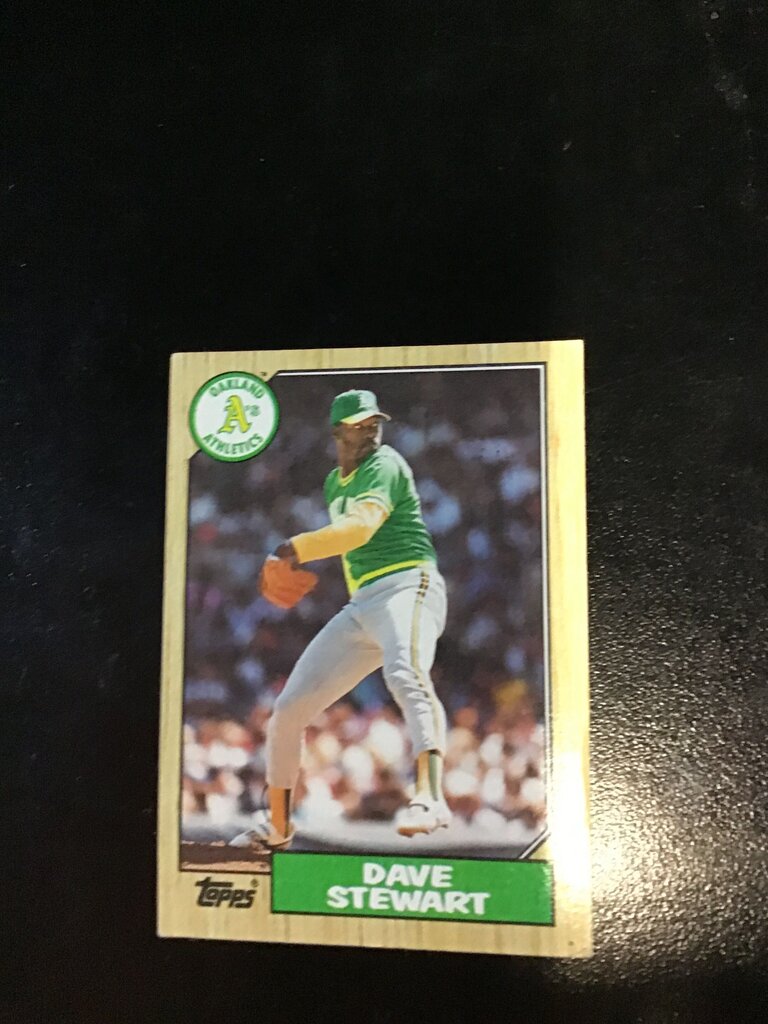 OAKLAND
A's
ATHLETICS
DAVE
STEWART
topps®